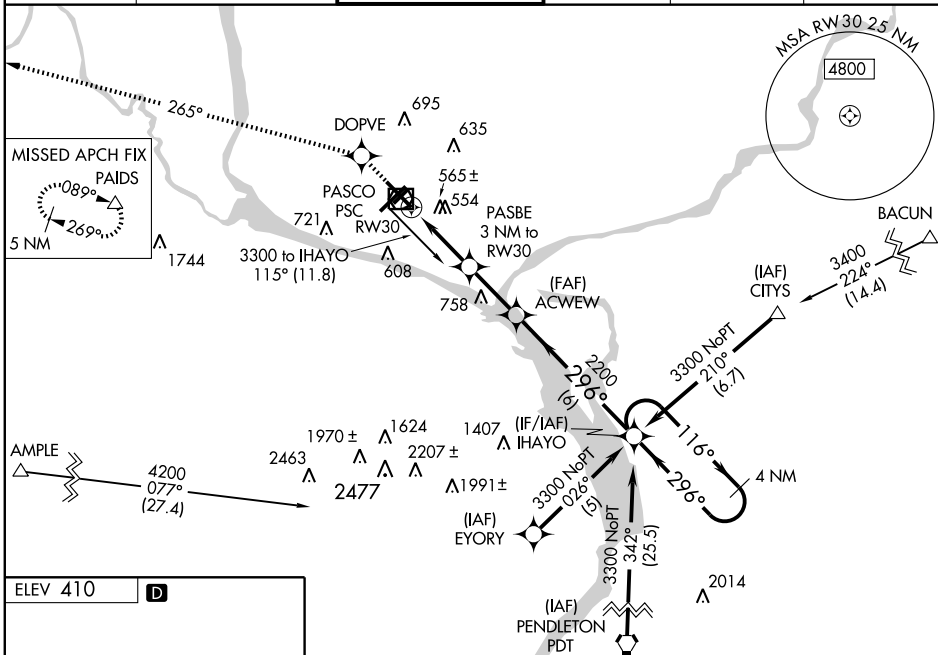 MSA RW30 25 NM
4800
265°
695
DOPVE
635
MISSED APCH FIX
PAIDS
089°
269°
5 NM
565 ±
554
PASCO
PSC
RW30
PASBE
3 NM to
RW30
721
1744
3300 to IHAYO
115° (11.8)
608
758
BACUN
3400
224°
(14.4)
(IAF)
CITYS
(FAF)
ACWEW
3300 NoPT
210°
(6.7)
2200
296°
(6)
(IF/IAF)
IHAYO
116°
296°
4 NM
AMPLE
4200
077°
(27.4)
2463
1970 ±
1624
2477
2207 ±
1407
1991±
3300 NoPT
026°
(5)
(IAF)
EYORY
3300 NoPT
342°
(25.5)
2014
(IAF)
PENDLETON
PDT
ELEV 410
D